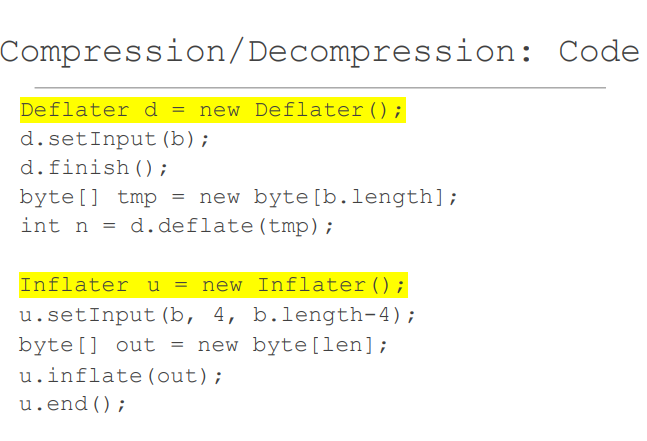 Compression/Decompression: Code
Deflater d = new Deflater();
d.setInput(b);
d.finish();
byte[] tmp = new byte[b.length];
int n = d.deflate(tmp);
Inflater u = new Inflater();
u.setInput(b, 4, b.length-4);
byte[] out = new byte[len];
u.inflate(out);
u.end();